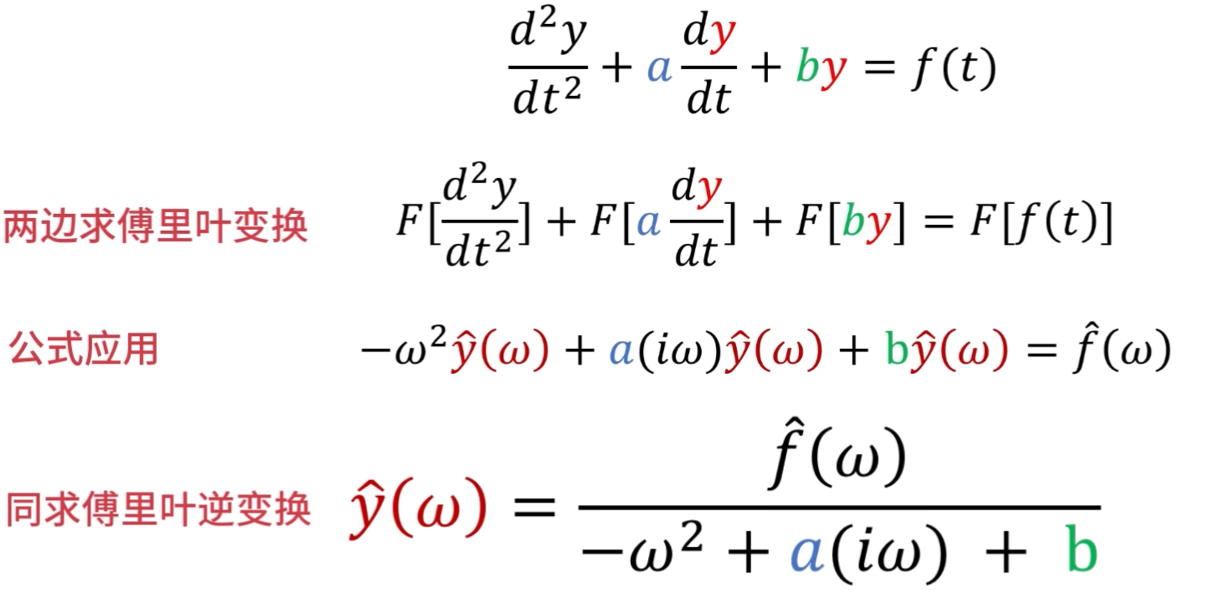 d²y/dt² + a dy/dt + by = f(t)
两边求傅里叶变换 F[d²y/dt²] + F[a dy/dt] + F[by] = F[f(t)]
公式应用 −ω²ŷ(ω) + a(iω)ŷ(ω) + bŷ(ω) = f̂(ω)
同求傅里叶逆变换 ŷ(ω) = f̂(ω) / −ω² + a(iω) + b